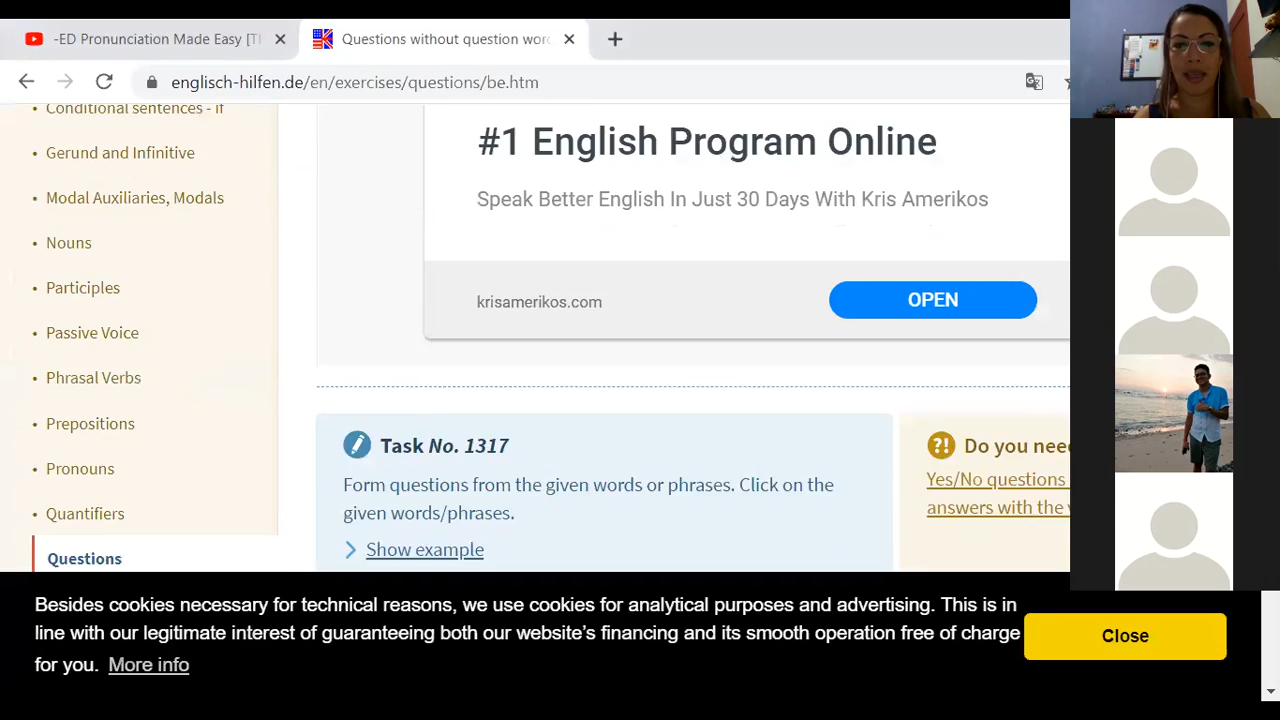 -ED Pronunciation Made Easy [T
Questions without question wor
englisch-hilfen.de/en/exercises/questions/be.htm
• Conditional sentences - if
• Gerund and Infinitive
• Modal Auxiliaries, Modals
• Nouns
• Participles
• Passive Voice
• Phrasal Verbs
• Prepositions
• Pronouns
• Quantifiers
Questions
#1 English Program Online
Speak Better English In Just 30 Days With Kris Amerikos
krisamerikos.com
OPEN
Task No. 1317
Form questions from the given words or phrases. Click on the
given words/phrases.
Show example
?! Do you nee
Yes/No questions
answers with the
Besides cookies necessary for technical reasons, we use cookies for analytical purposes and advertising. This is in
line with our legitimate interest of guaranteeing both our website's financing and its smooth operation free of charge
for you. More info
Close